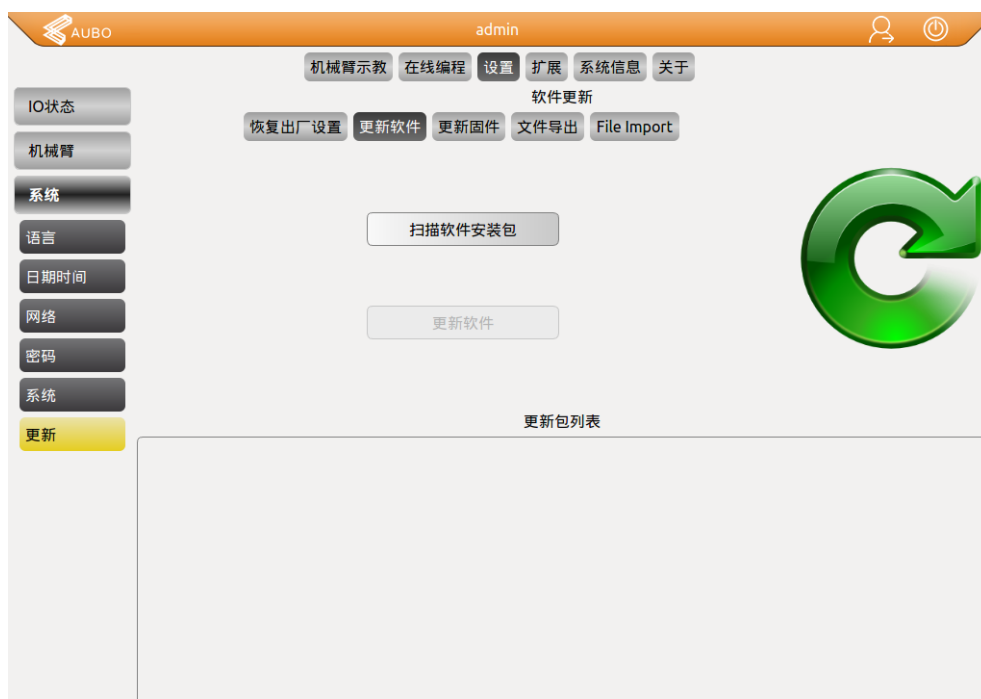 AUBO
admin
机械臂示教 在线编程 设置 扩展 系统信息 关于
软件更新
恢复出厂设置 更新软件 更新固件 文件导出 File Import
IO状态
机械臂
系统
语言
日期时间
网络
密码
系统
更新
扫描软件安装包
更新软件
更新包列表